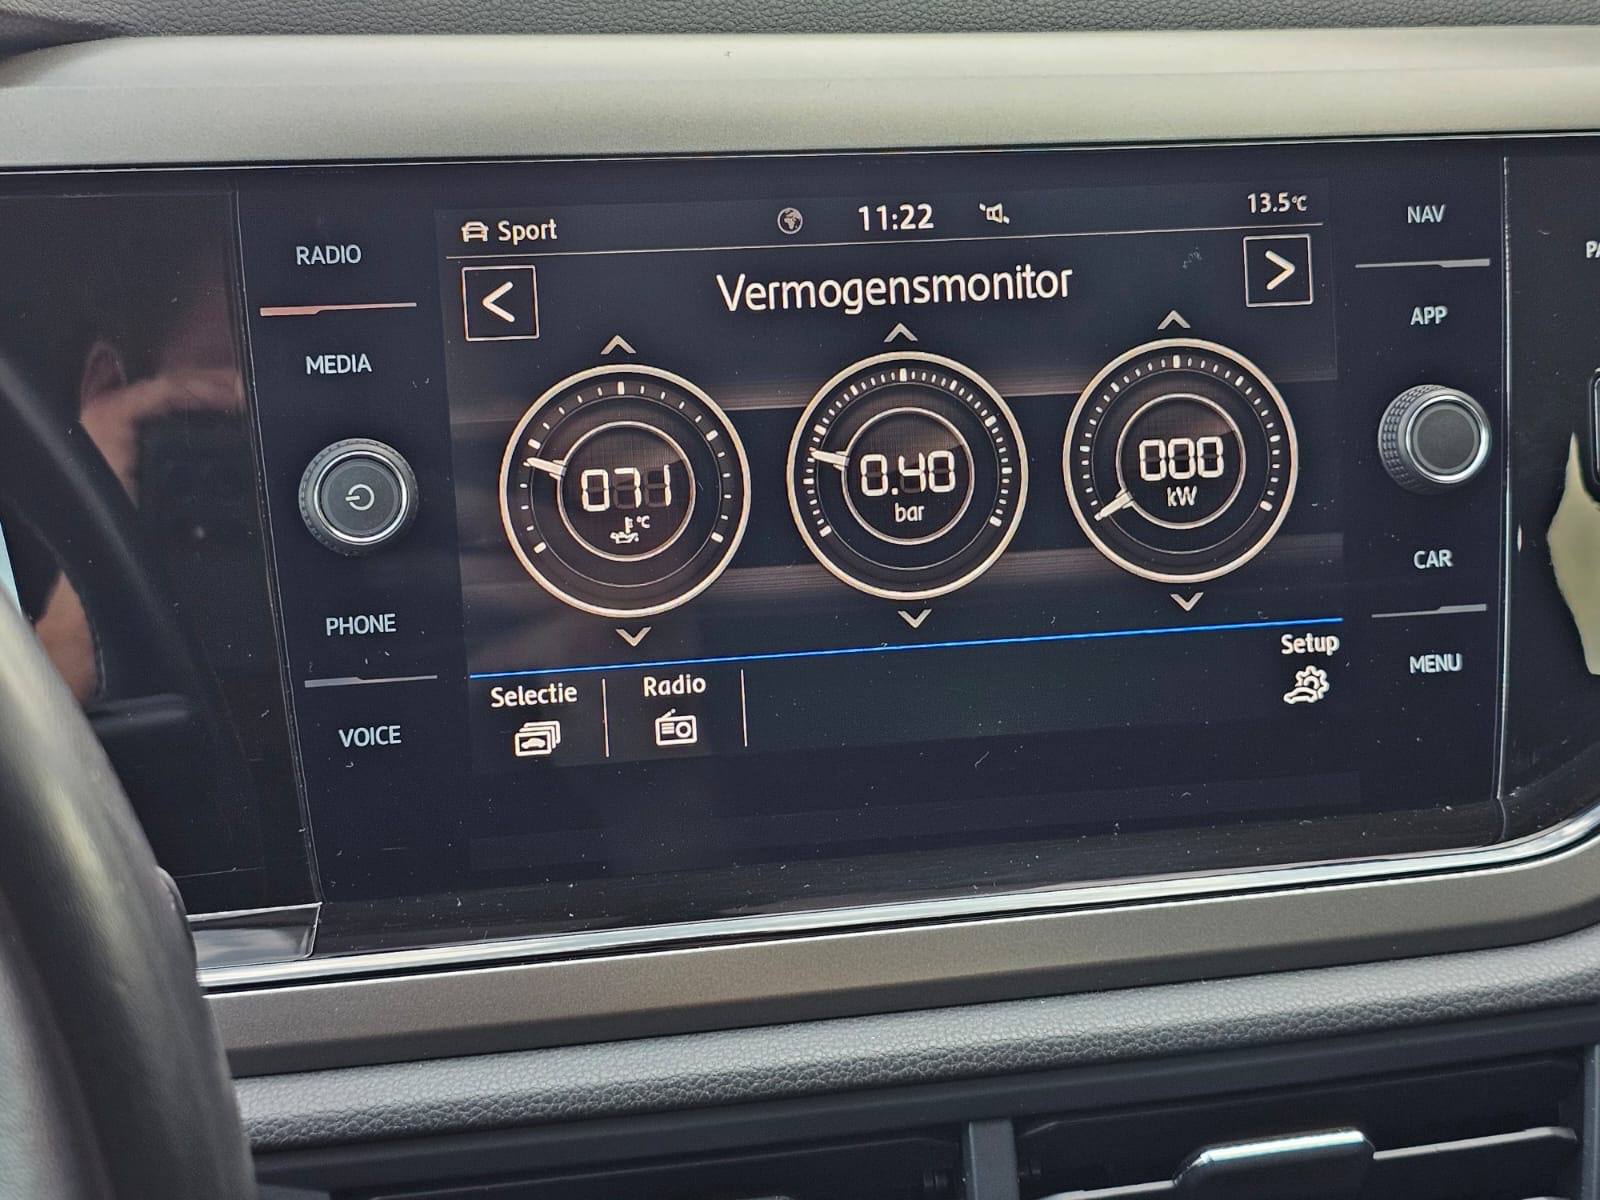 RADIO
MEDIA
PHONE
VOICE
Sport
11:22
13.5°C
Vermogensmonitor
<
>
071
°C
0.40
bar
000
kW
Selectie
Radio
Setup
NAV
APP
CAR
MENU